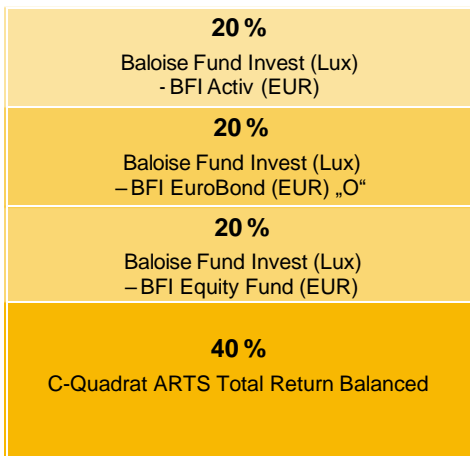 20 %
Baloise Fund Invest (Lux)
- BFI Activ (EUR)
20 %
Baloise Fund Invest (Lux)
– BFI EuroBond (EUR) „O“
20 %
Baloise Fund Invest (Lux)
– BFI Equity Fund (EUR)
40 %
C-Quadrat ARTS Total Return Balanced